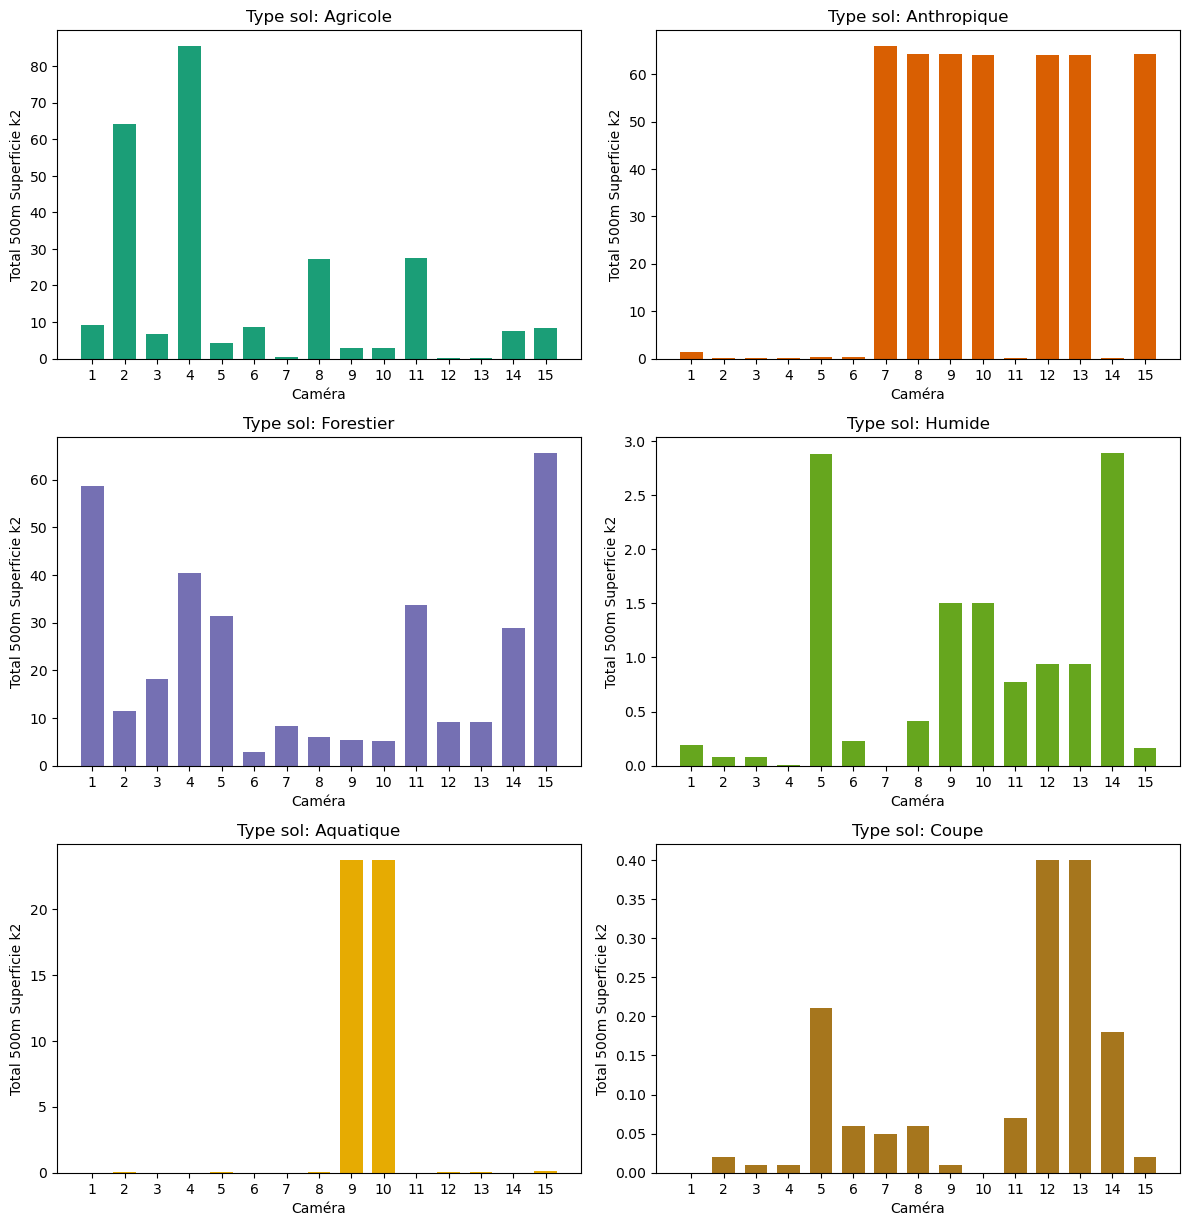 Type sol: Agricole
Total 500m Superficie k2
80
70
60
50
40
30
20
10
0
1 2 3 4 5 6 7 8 9 10 11 12 13 14 15
Caméra
Type sol: Anthropique
Total 500m Superficie k2
60
50
40
30
20
10
0
1 2 3 4 5 6 7 8 9 10 11 12 13 14 15
Caméra
Type sol: Forestier
Total 500m Superficie k2
60
50
40
30
20
10
0
1 2 3 4 5 6 7 8 9 10 11 12 13 14 15
Caméra
Type sol: Humide
Total 500m Superficie k2
3.0
2.5
2.0
1.5
1.0
0.5
0.0
1 2 3 4 5 6 7 8 9 10 11 12 13 14 15
Caméra
Type sol: Aquatique
Total 500m Superficie k2
20
15
10
5
0
1 2 3 4 5 6 7 8 9 10 11 12 13 14 15
Caméra
Type sol: Coupe
Total 500m Superficie k2
0.40
0.35
0.30
0.25
0.20
0.15
0.10
0.05
0.00
1 2 3 4 5 6 7 8 9 10 11 12 13 14 15
Caméra